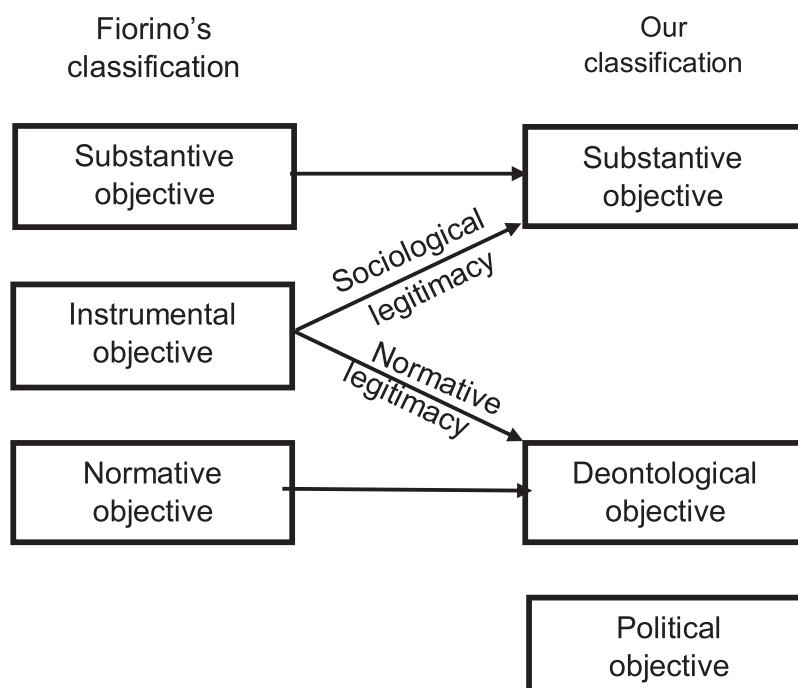 Fiorino's
classification
Our
classification
Substantive
objective
Substantive
objective
Sociological
legitimacy
Instrumental
objective
Normative
legitimacy
Normative
objective
Deontological
objective
Political
objective